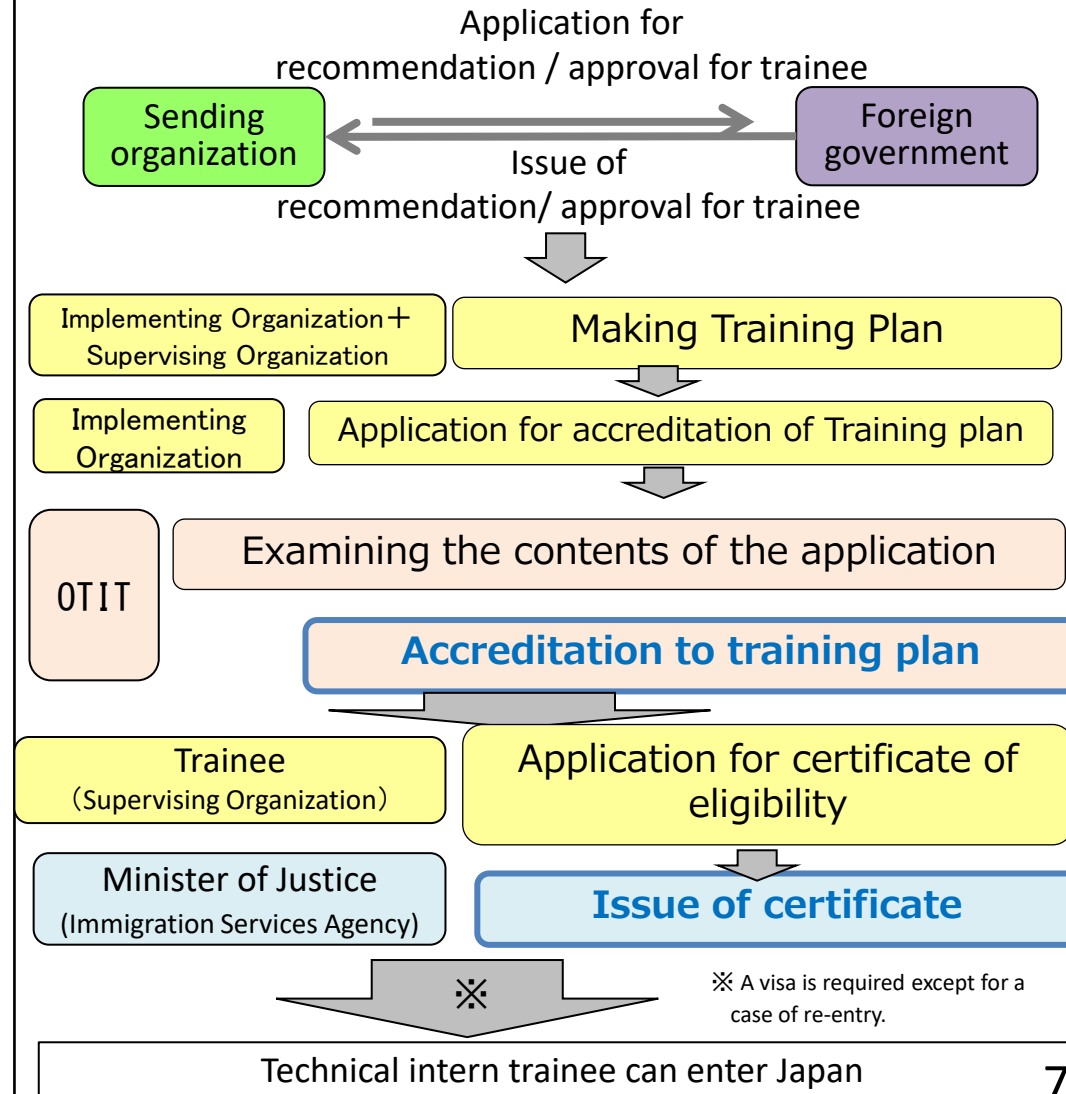 Application for
recommendation / approval for trainee
Sending
organization
Foreign
government
Issue of
recommendation/ approval for trainee
Implementing Organization＋
Supervising Organization
Making Training Plan
Implementing
Organization
Application for accreditation of Training plan
OTIT
Examining the contents of the application
Accreditation to training plan
Trainee
（Supervising Organization）
Application for certificate of
eligibility
Minister of Justice
(Immigration Services Agency)
Issue of certificate
※
※ A visa is required except for a
case of re-entry.
Technical intern trainee can enter Japan
7